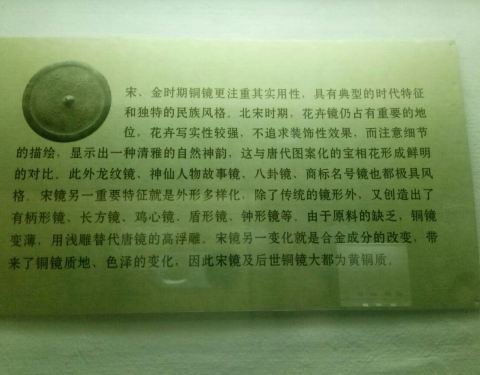 宋、金时期铜镜更注重其实用性，具有典型的时代特征
和独特的民族风格。北宋时期，花卉镜仍占有重要的地
位，花卉写实性较强，不追求装饰性效果，而注意细节
的描绘，显示出一种清雅的自然神韵，这与唐代图案化的宝相花形成鲜明
的对比。此外龙纹镜、神仙人物故事镜、八卦镜、商标名号镜也都极具风
格。宋镜另一重要特征就是外形多样化，除了传统的镜形外，又创造出了
有柄形镜、长方镜、鸡心镜、盾形镜、钟形镜等。由于原料的缺乏，铜镜
变薄，用浅雕替代唐镜的高浮雕。宋镜另一变化就是合金成分的改变，带
来了铜镜质地、色泽的变化，因此宋镜及后世铜镜大都为黄铜质。